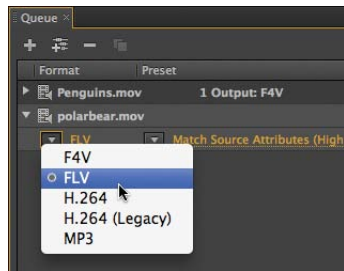 Queue
Format Preset
Penguins.mov 1 Output: F4V
polarbear.mov
FLV Match Source Attributes (High
F4V
FLV
H.264
H.264 (Legacy)
MP3